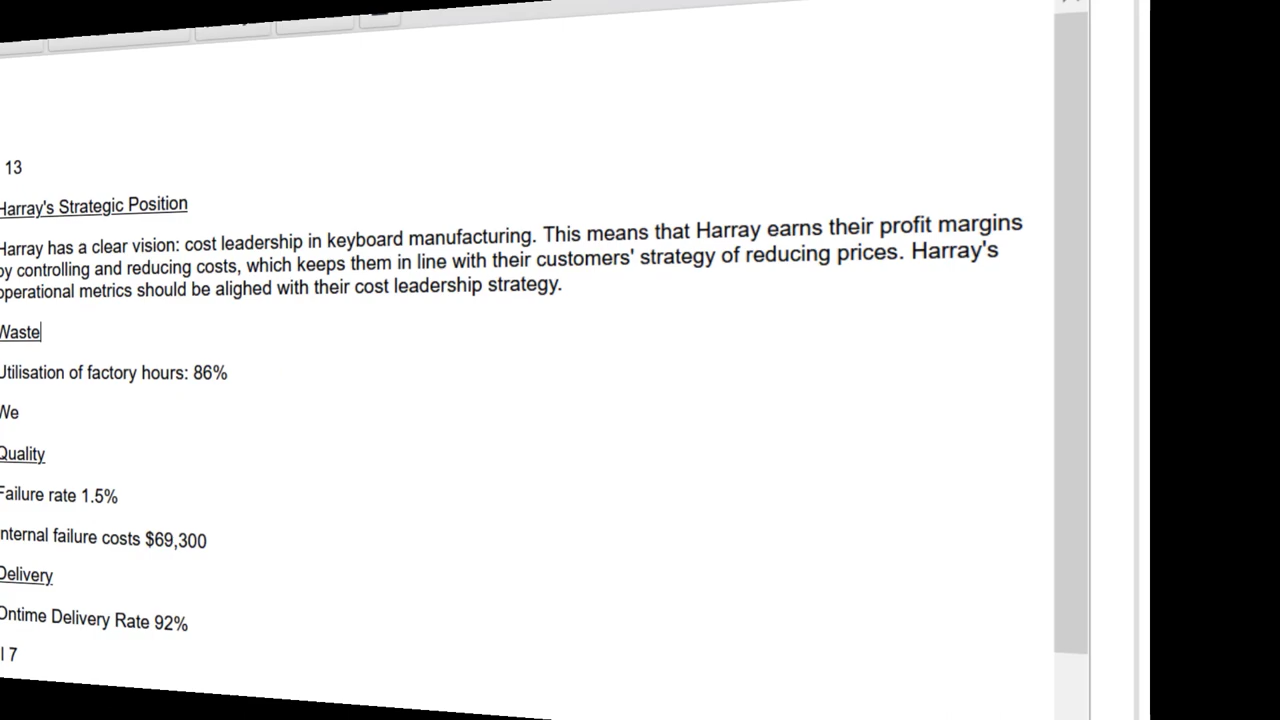 13
Harray's Strategic Position
Harray has a clear vision: cost leadership in keyboard manufacturing. This means that Harray earns their profit margins
by controlling and reducing costs, which keeps them in line with their customers' strategy of reducing prices. Harray's
operational metrics should be alighed with their cost leadership strategy.
Waste
Utilisation of factory hours: 86%
We
Quality
Failure rate 1.5%
nternal failure costs $69,300
Delivery
Ontime Delivery Rate 92%
7